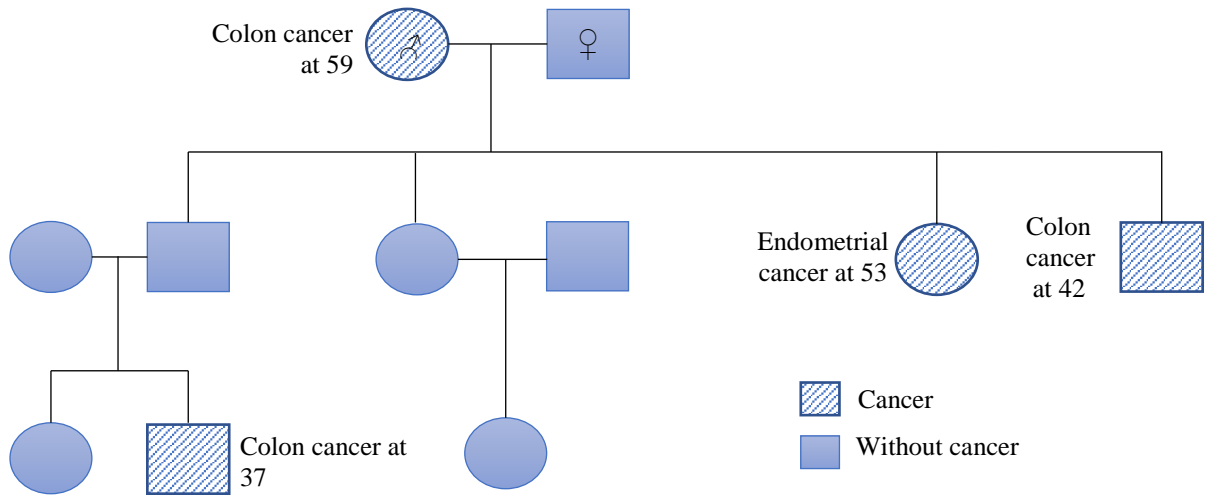 Colon cancer
at 59
♂
♀
Endometrial
cancer at 53
Colon
cancer
at 42
Colon cancer at
37
Cancer
Without cancer